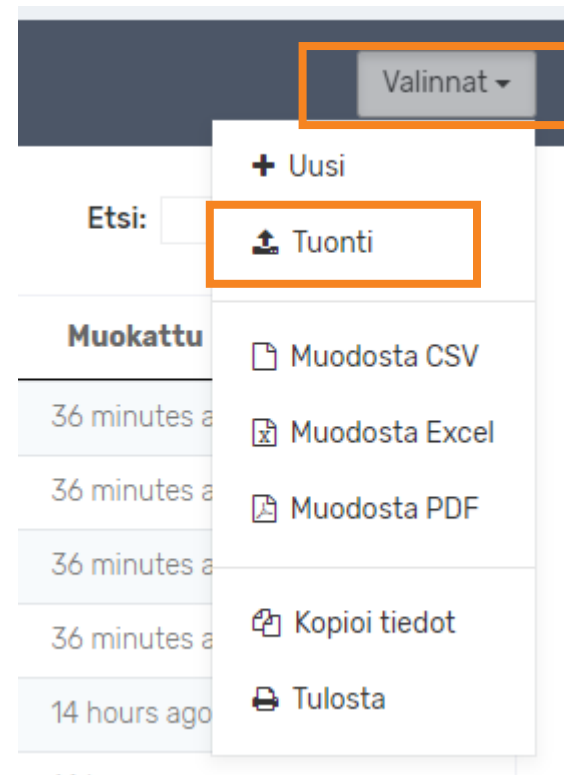 Valinnat
Uusi
Etsi:
Tuonti
Muokattu
Muodosta CSV
36 minutes a
Muodosta Excel
36 minutes a
Muodosta PDF
36 minutes a
Kopioi tiedot
36 minutes a
Tulosta
14 hours ago